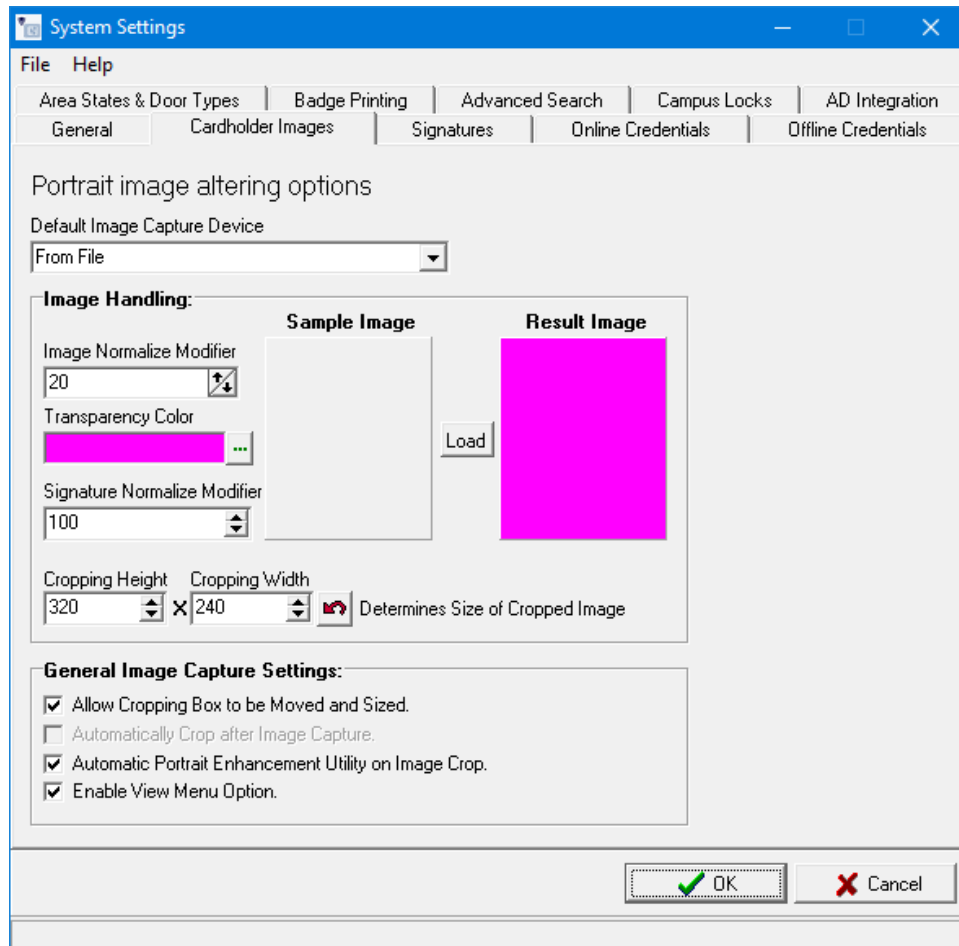 System Settings
File Help
Area States & Door Types Badge Printing Advanced Search Campus Locks AD Integration
General Cardholder Images Signatures Online Credentials Offline Credentials
Portrait image altering options
Default Image Capture Device
From File
Image Handling:
Sample Image Result Image
Image Normalize Modifier
20
Transparency Color
...
Load
Signature Normalize Modifier
100
Cropping Height Cropping Width
320 X 240 Determines Size of Cropped Image
General Image Capture Settings:
Allow Cropping Box to be Moved and Sized.
Automatically Crop after Image Capture.
Automatic Portrait Enhancement Utility on Image Crop.
Enable View Menu Option.
OK Cancel